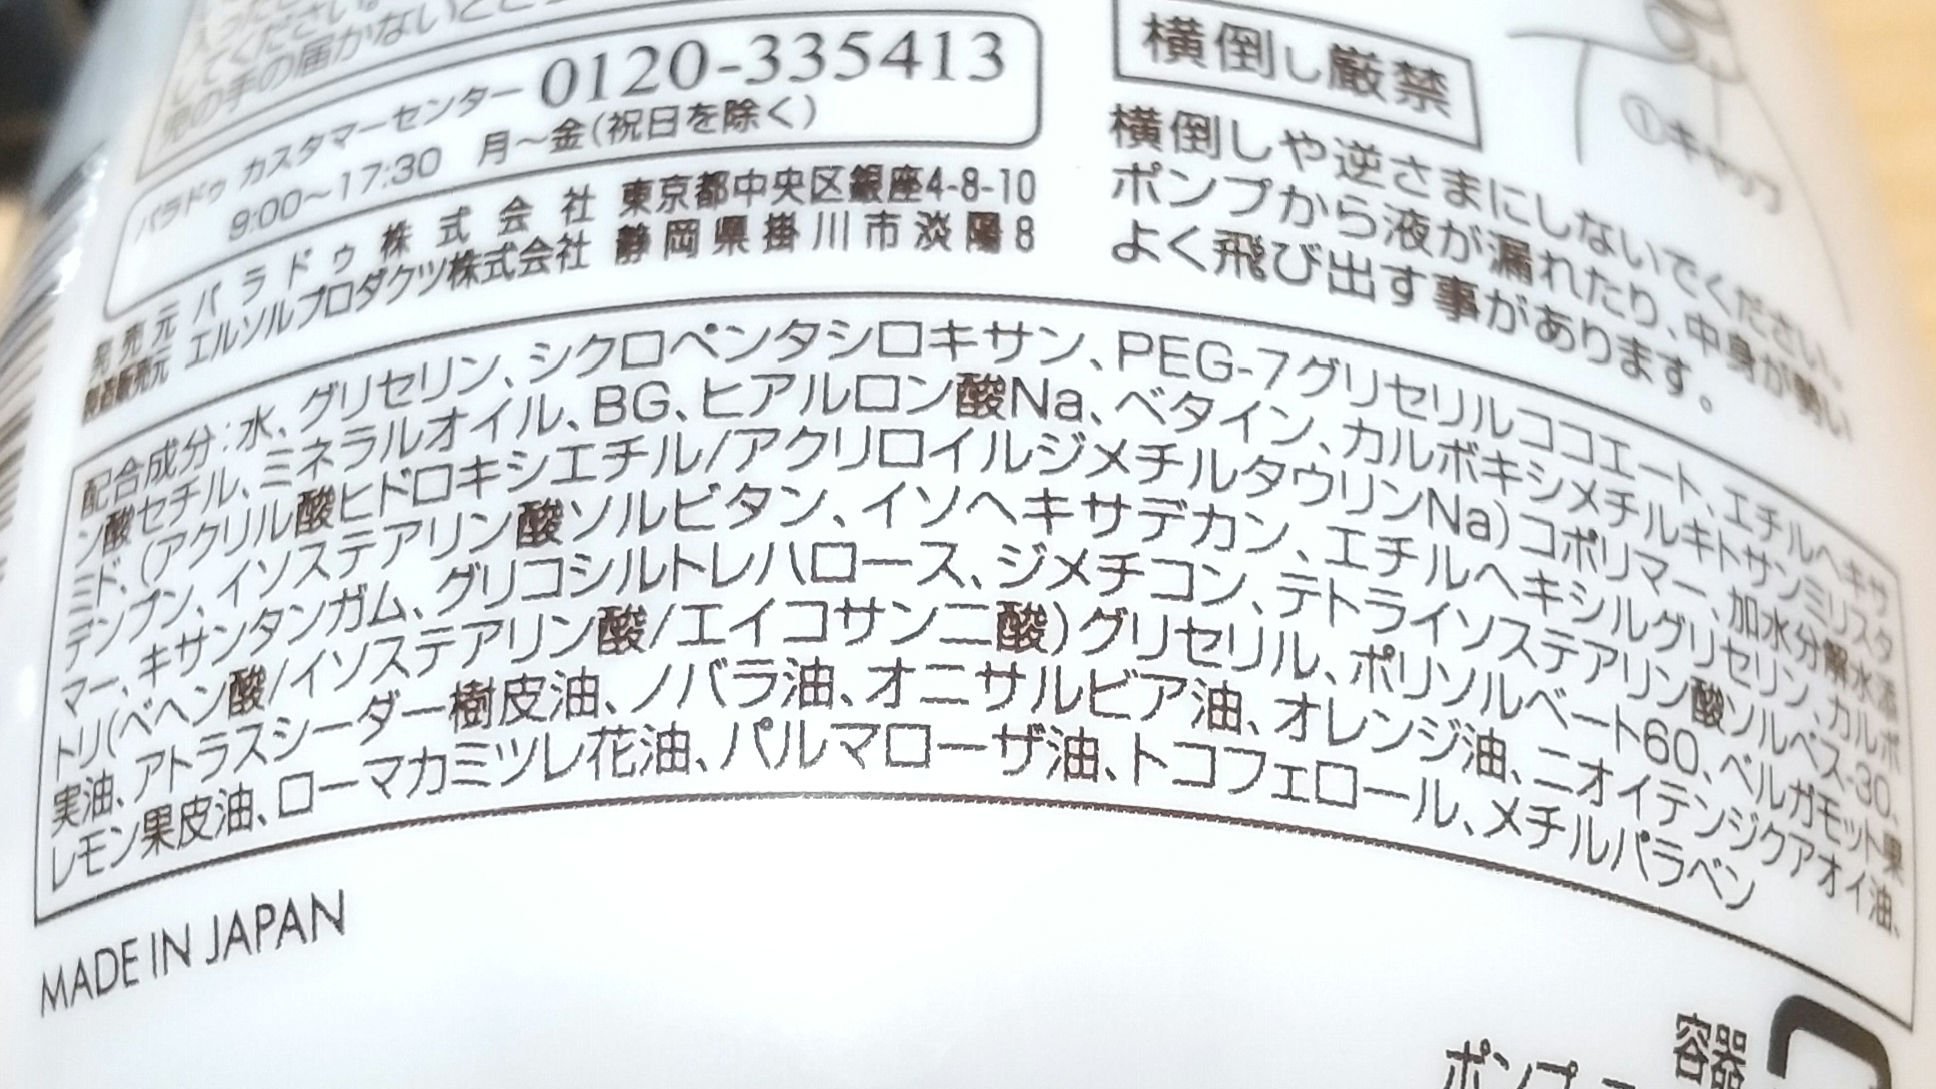 してください。
の手の届かないところ
パラドゥ カスタマーセンター 0120-335413
9:00~17:30 月~金(祝日を除く)
発売元 パラドゥ株式会社 東京都中央区銀座4-8-10
製造販売元 エルソルプロダクツ株式会社 静岡県掛川市淡陽8
横倒し厳禁
①キャップ
横倒しや逆さまにしないでください。
ポンプから液が漏れたり、中身が勢い
よく飛び出す事があります。
配合成分:水、グリセリン、シクロペンタシロキサン、PEG-7グリセリルココエート、エチルヘキサ
ン酸セチル、ミネラルオイル、BG、ヒアルロン酸Na、ベタイン、カルボキシメチルキトサンミリスタ
ミド、(アクリル酸ヒドロキシエチル/アクリロイルジメチルタウリンNa)コポリマー、加水分解水添
デンプン、イソステアリン酸ソルビタン、イソヘキサデカン、エチルヘキシルグリセリン、カルボ
マー、キサンタンガム、グリコシルトレハロース、ジメチコン、テトライソステアリン酸ソルベス-30、
トリ(ベヘン酸/イソステアリン酸/エイコサン二酸)グリセリル、ポリソルベート60、ベルガモット果
実油、アトラスシーダー樹皮油、ノバラ油、オニサルビア油、オレンジ油、ニオイテンジクアオイ油、
レモン果皮油、ローマカミツレ花油、パルマローザ油、トコフェロール、メチルパラベン
MADE IN JAPAN
容器
ポンプ